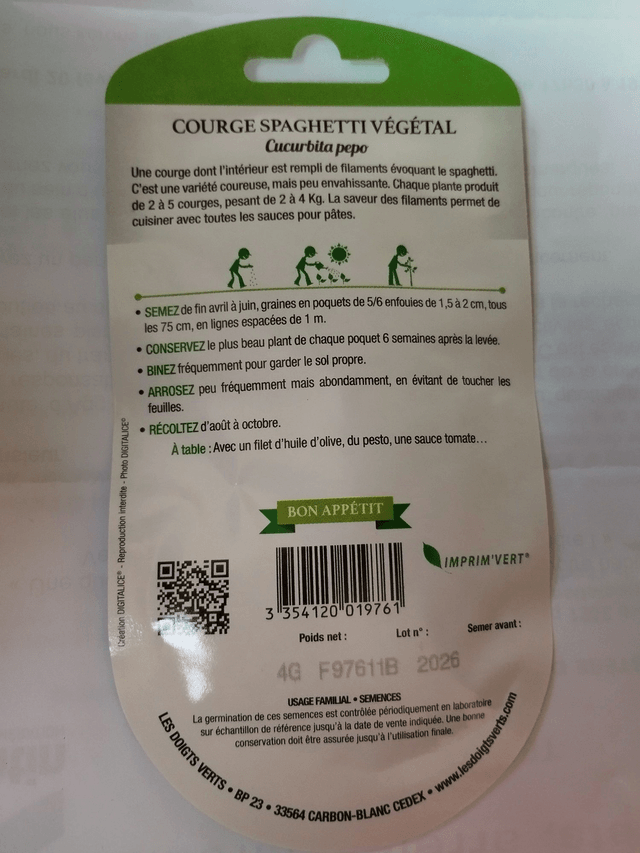 COURGE SPAGHETTI VÉGÉTAL
Cucurbita pepo
Une courge dont l'intérieur est rempli de filaments évoquant le spaghetti.
C'est une variété coureuse, mais peu envahissante. Chaque plante produit
de 2 à 5 courges, pesant de 2 à 4 Kg. La saveur des filaments permet de
cuisiner avec toutes les sauces pour pâtes.
• SEMEZ de fin avril à juin, graines en poquets de 5/6 enfouies de 1,5 à 2 cm, tous
les 75 cm, en lignes espacées de 1 m.
• CONSERVEZ le plus beau plant de chaque poquet 6 semaines après la levée.
• BINEZ fréquemment pour garder le sol propre.
• ARROSEZ peu fréquemment mais abondamment, en évitant de toucher les
feuilles.
• RÉCOLTEZ d'août à octobre.
À table : Avec un filet d'huile d'olive, du pesto, une sauce tomate...
Création DIGITALICE® - Reproduction interdite - Photo DIGITALICE®
BON APPÉTIT
IMPRIM'VERT®
3 354120 019761
Poids net : Lot n° : Semer avant :
4G F97611B 2026
USAGE FAMILIAL • SEMENCES
La germination de ces semences est contrôlée périodiquement en laboratoire
sur échantillon de référence jusqu'à la date de vente indiquée. Une bonne
conservation doit être assurée jusqu'à l'utilisation finale.
LES DOIGTS VERTS • BP 23 • 33564 CARBON-BLANC CEDEX • www.lesdoigtsverts.com